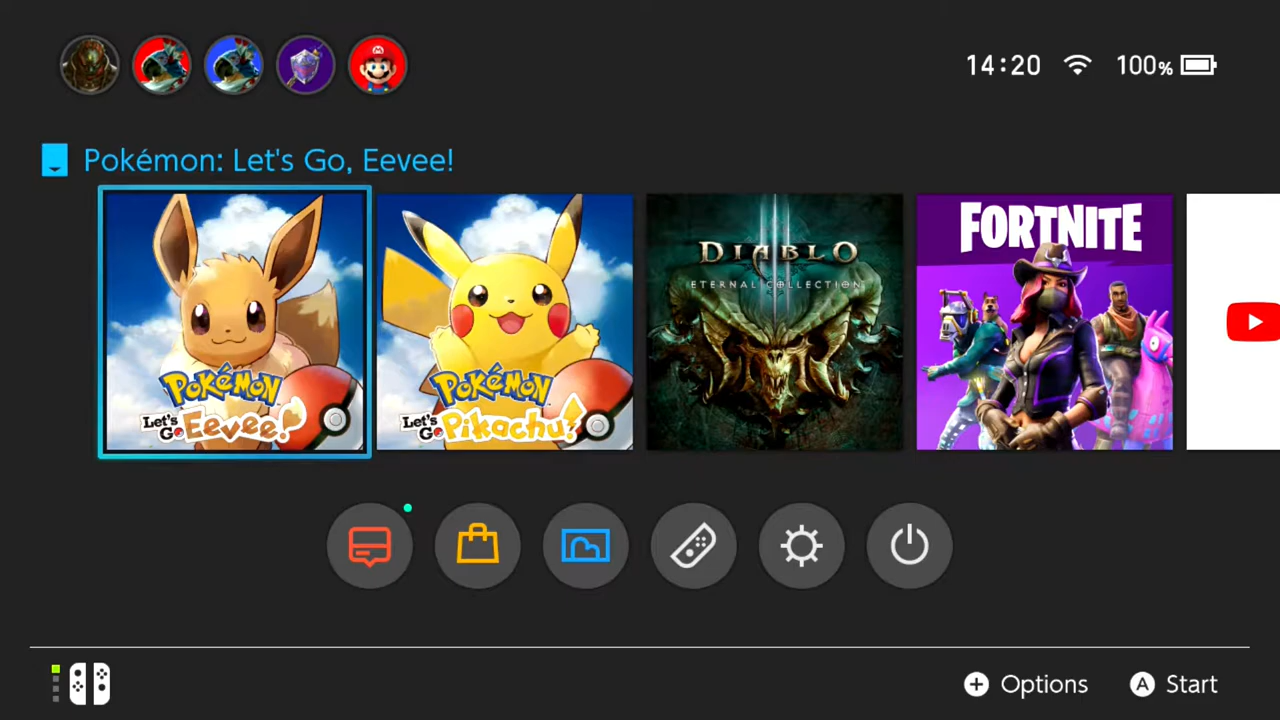 14:20 100%
Pokémon: Let's Go, Eevee!
POKéMON
Let's Go Eevee!
POKéMON
Let's Go Pikachu!
DIABLO
III
ETERNAL COLLECTION
FORTNITE
+ Options A Start